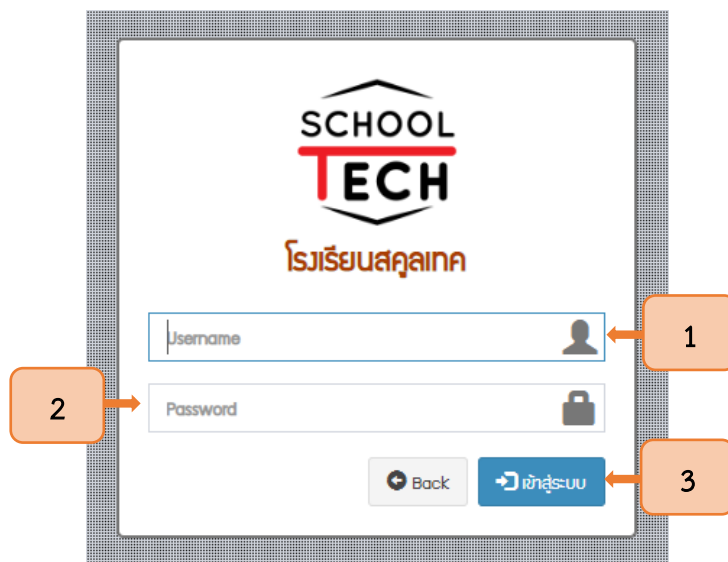 SCHOOL
TECH
โรงเรียนสคูลเทค
Username
1
2
Password
Back
เข้าสู่ระบบ
3